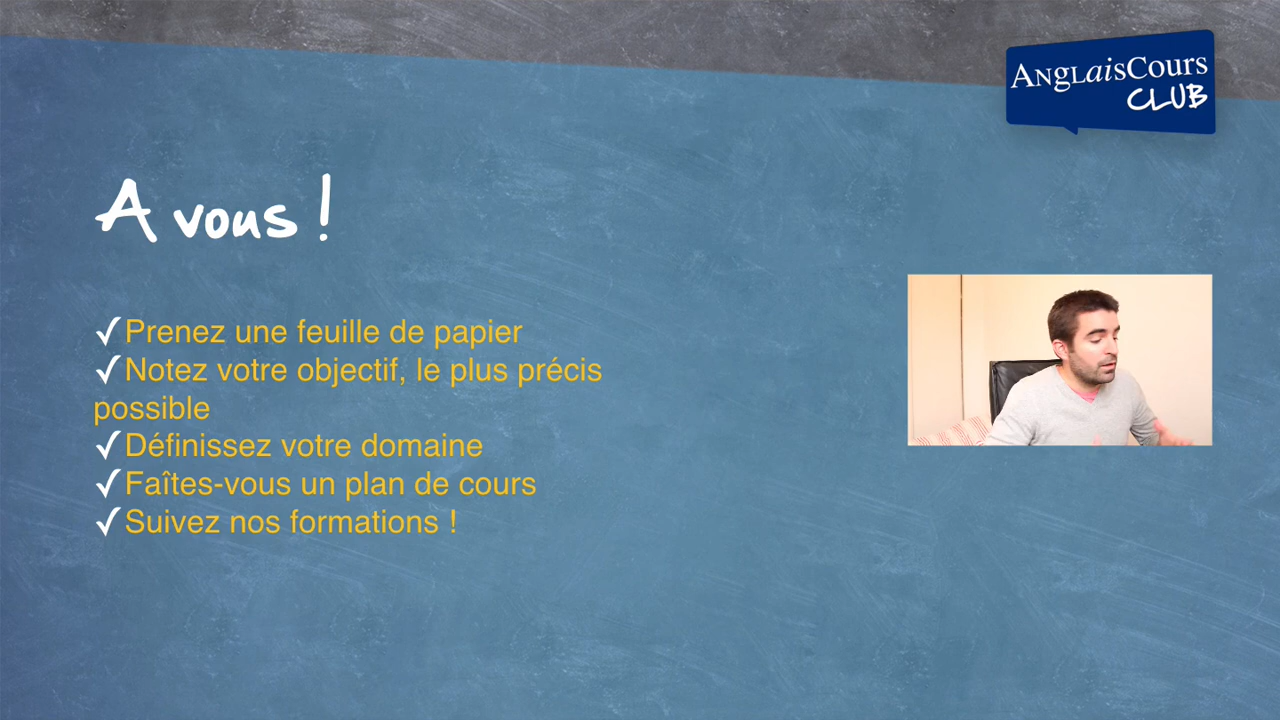 AnglaisCours
CLUB
A vous !
✓Prenez une feuille de papier
✓Notez votre objectif, le plus précis
possible
✓Définissez votre domaine
✓Faîtes-vous un plan de cours
✓Suivez nos formations !